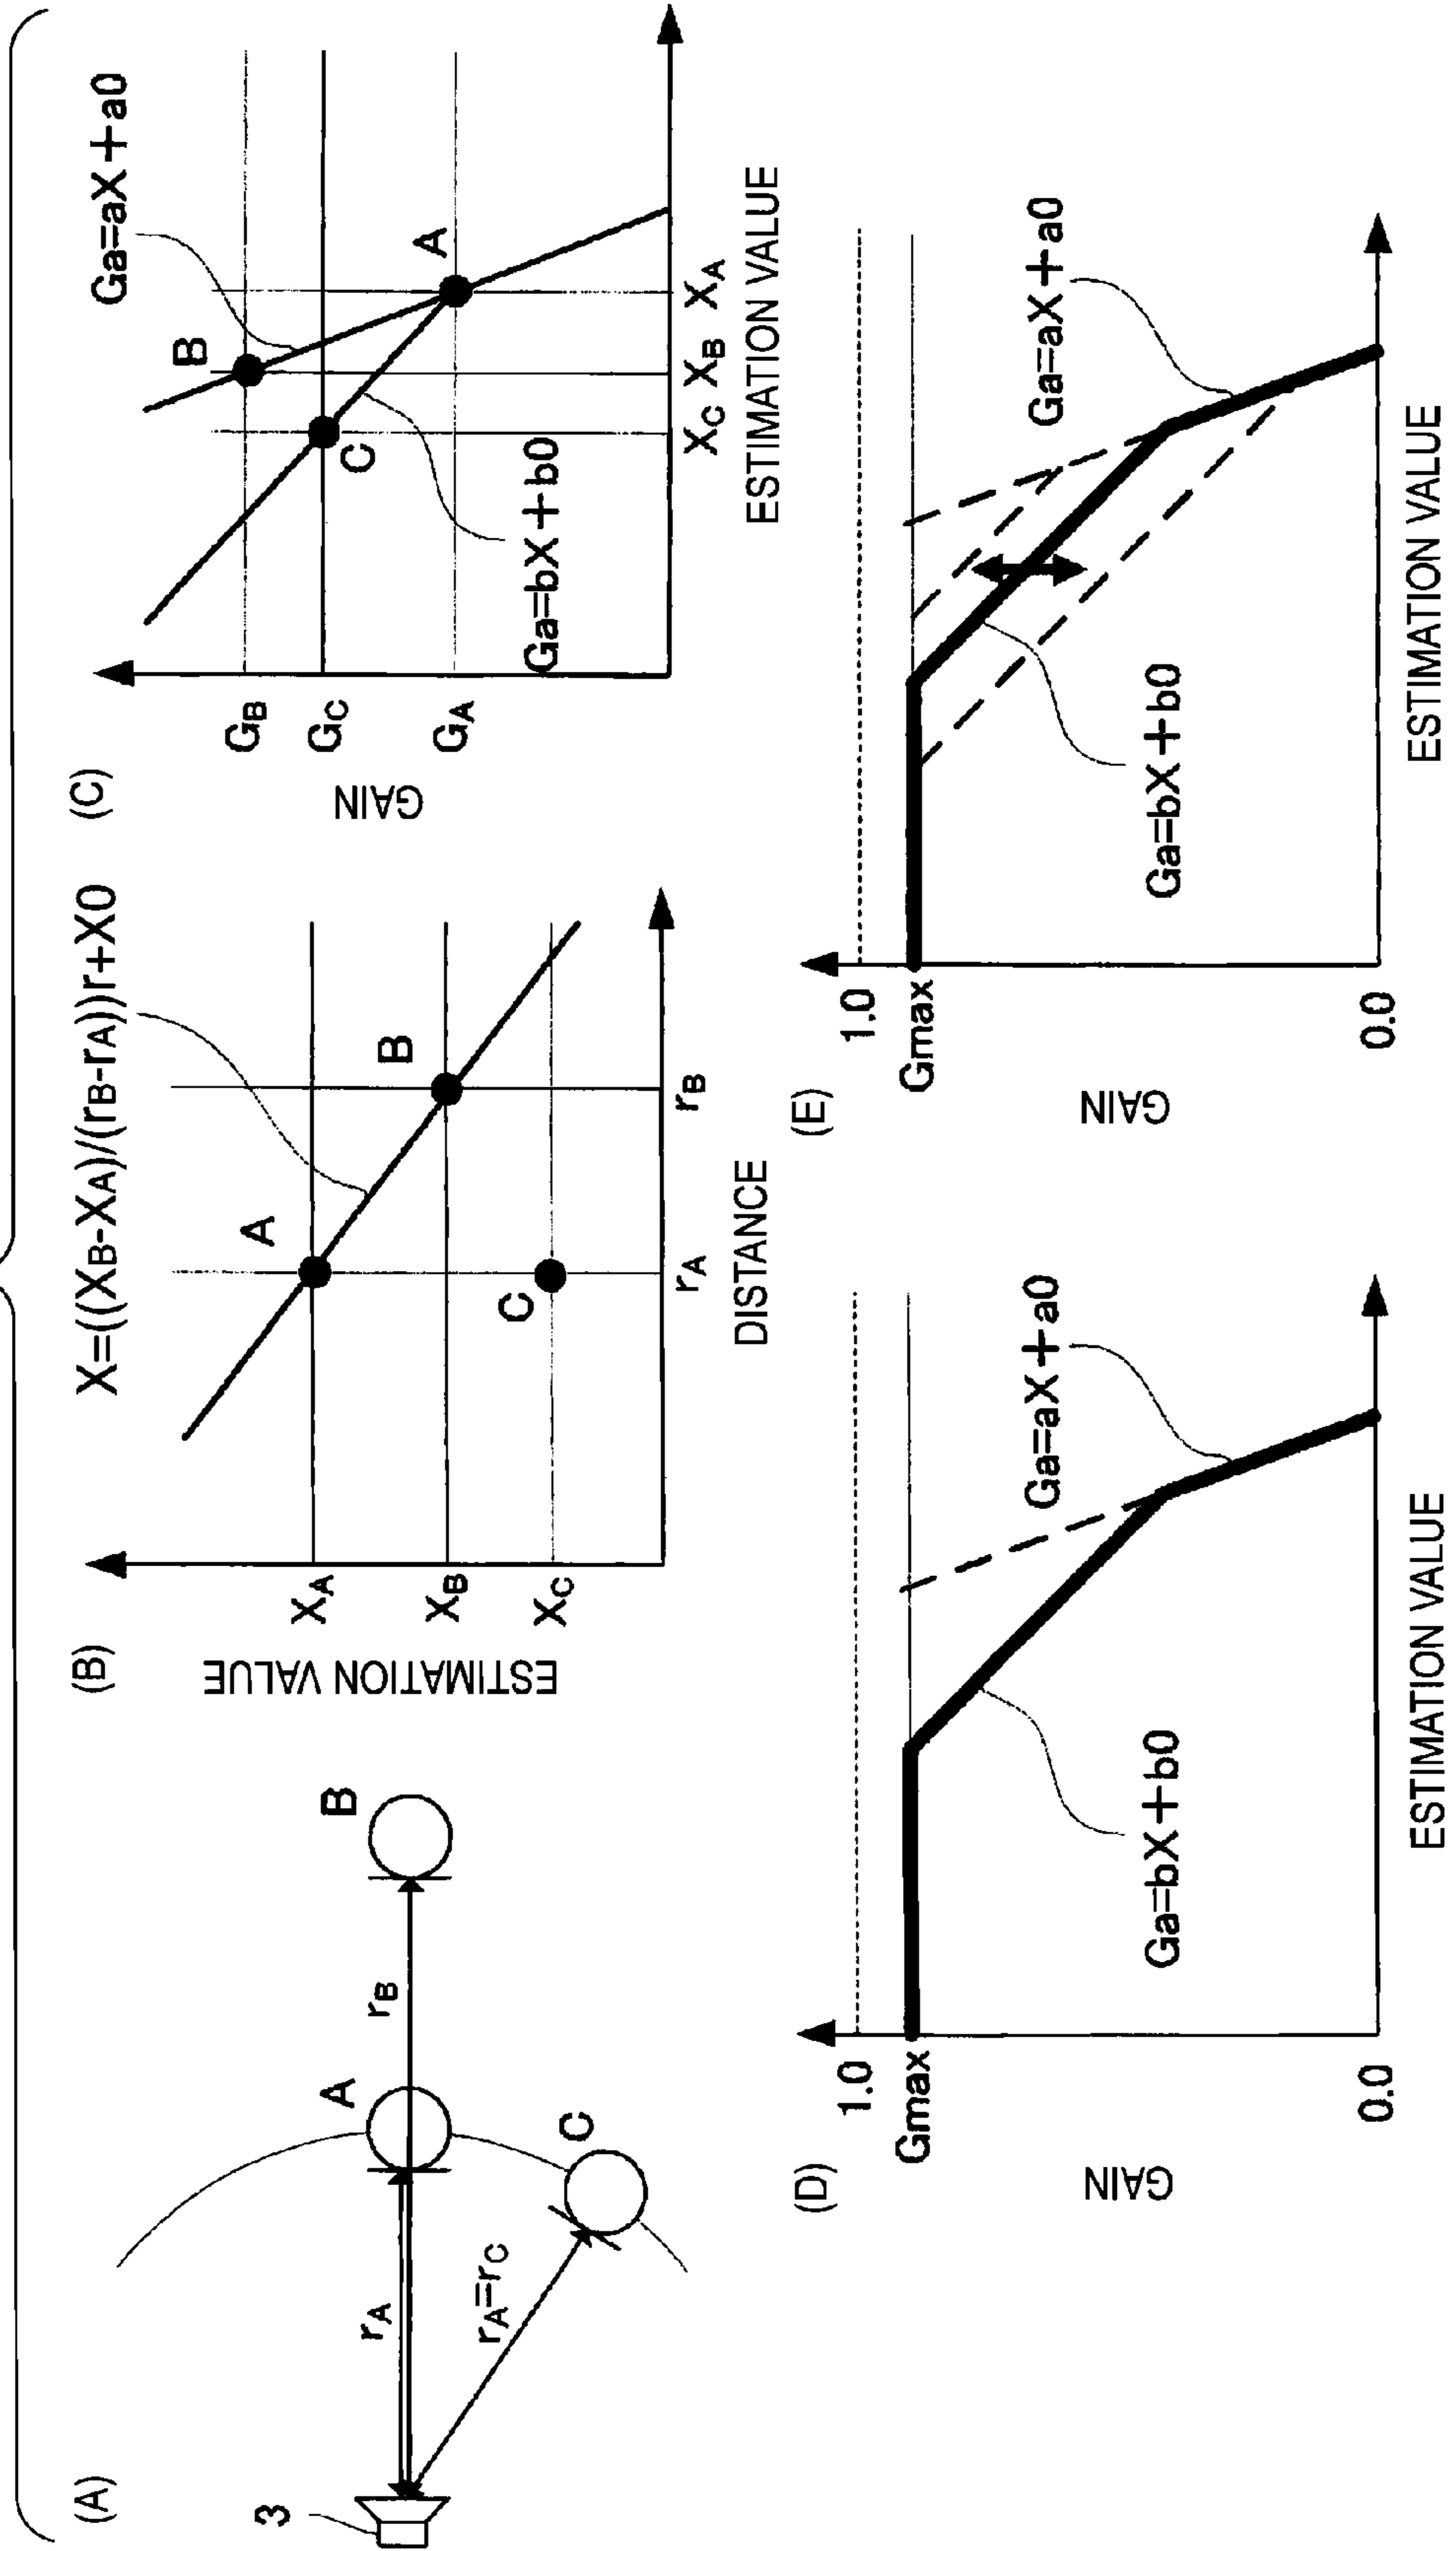 (A)
3
rA
rB
rA=rC
A
B
C
(B)
X=((XB-XA)/(rB-rA))r+X0
ESTIMATION VALUE
XA
XB
XC
A
B
C
rA
rB
DISTANCE
(C)
Ga=aX+a0
GAIN
GB
GC
GA
B
C
A
Ga=bX+b0
XC
XB
XA
ESTIMATION VALUE
(D)
GAIN
1.0
Gmax
0.0
Ga=aX+a0
Ga=bX+b0
ESTIMATION VALUE
(E)
GAIN
1.0
Gmax
0.0
Ga=aX+a0
Ga=bX+b0
ESTIMATION VALUE